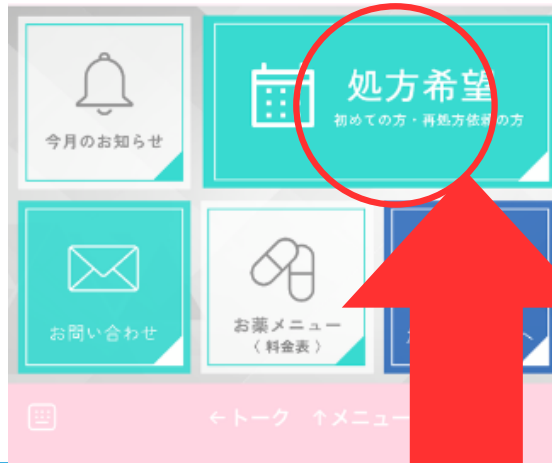 今月のお知らせ
処方希望
初めての方・再処方依頼の方
お問い合わせ
お薬メニュー
〈 料金表 〉
へ
←トーク ↑メニュー